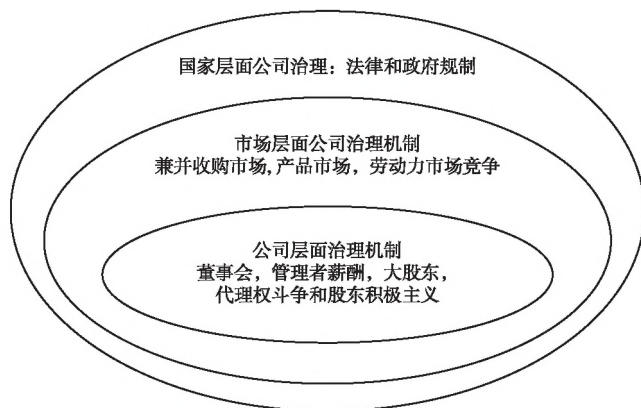 国家层面公司治理：法律和政府规制
市场层面公司治理机制
兼并收购市场,产品市场，劳动力市场竞争
公司层面治理机制
董事会，管理者薪酬，大股东，
代理权斗争和股东积极主义